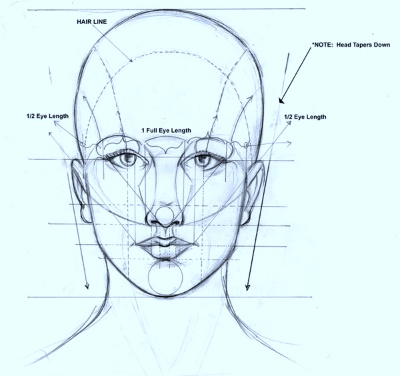 HAIR LINE
*NOTE: Head Tapers Down
1/2 Eye Length
1 Full Eye Length
1/2 Eye Length